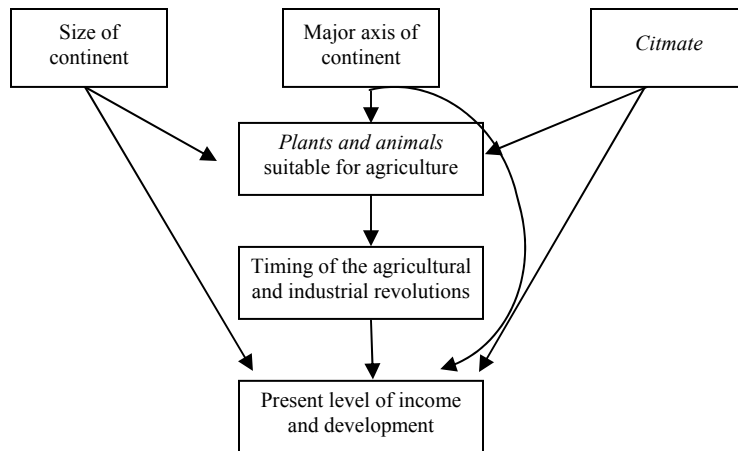 Size of
continent
Major axis of
continent
Citmate
Plants and animals
suitable for agriculture
Timing of the agricultural
and industrial revolutions
Present level of income
and development